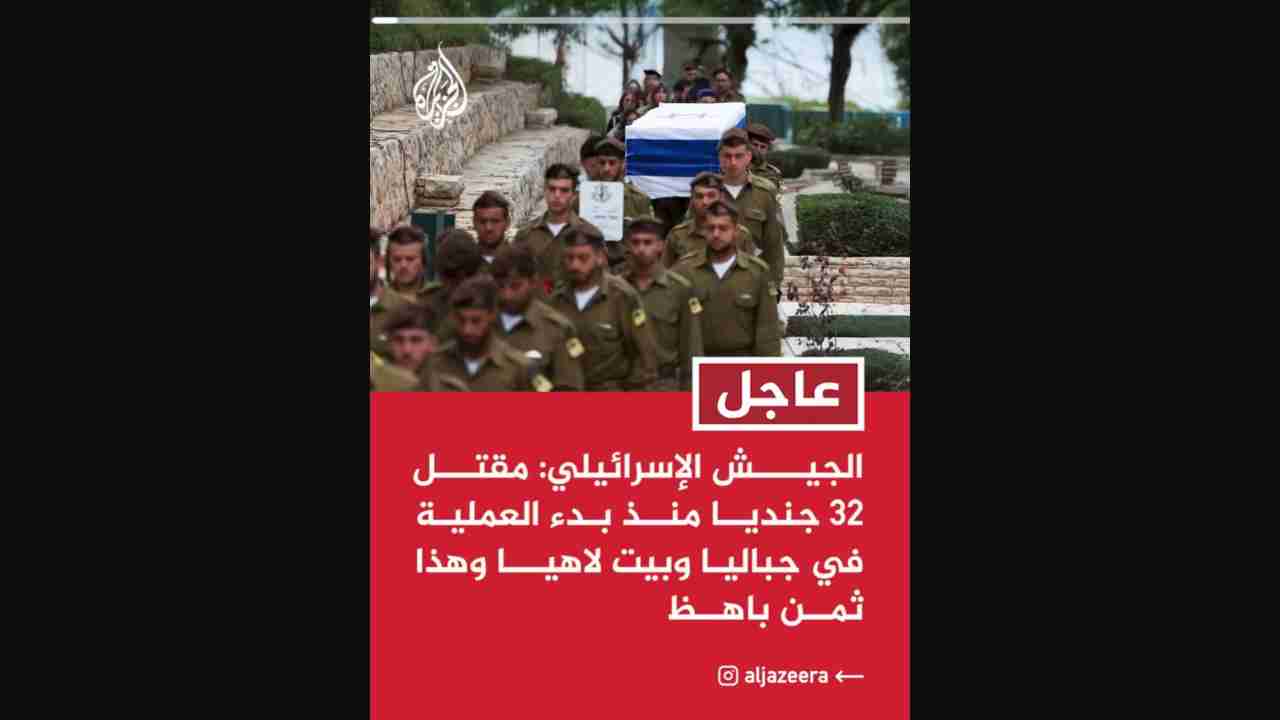 الجزيرة
عاجل
الجيش الإسرائيلي: مقتل
32 جنديا منذ بدء العملية
في جباليا وبيت لاهيا وهذا
ثمن باهظ
aljazeera